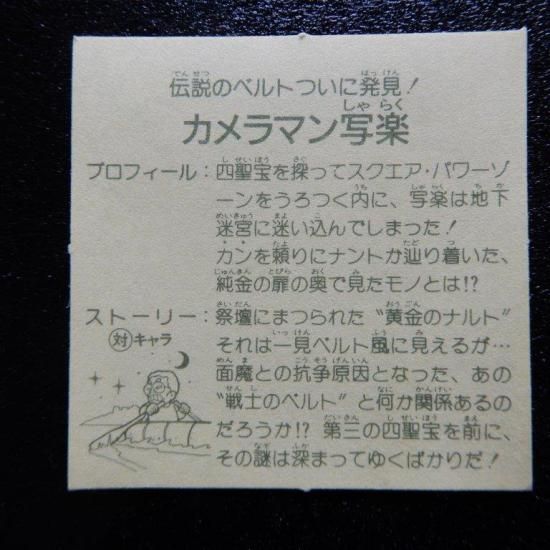 伝説のベルトついに発見！
カメラマン写楽
プロフィール：四聖宝を探ってスクエア・パワーゾ
ーンをうろつく内に、写楽は地下
迷宮に迷い込んでしまった！
カンを頼りにナントか辿り着いた、
純金の扉の奥で見たモノとは!?
ストーリー：祭壇にまつられた“黄金のナルト”
対キャラ
それは一見ベルト風に見えるが…
面魔との抗争原因となった、あの
“戦士のベルト”と何か関係あるの
だろうか!? 第三の四聖宝を前に、
その謎は深まってゆくばかりだ！